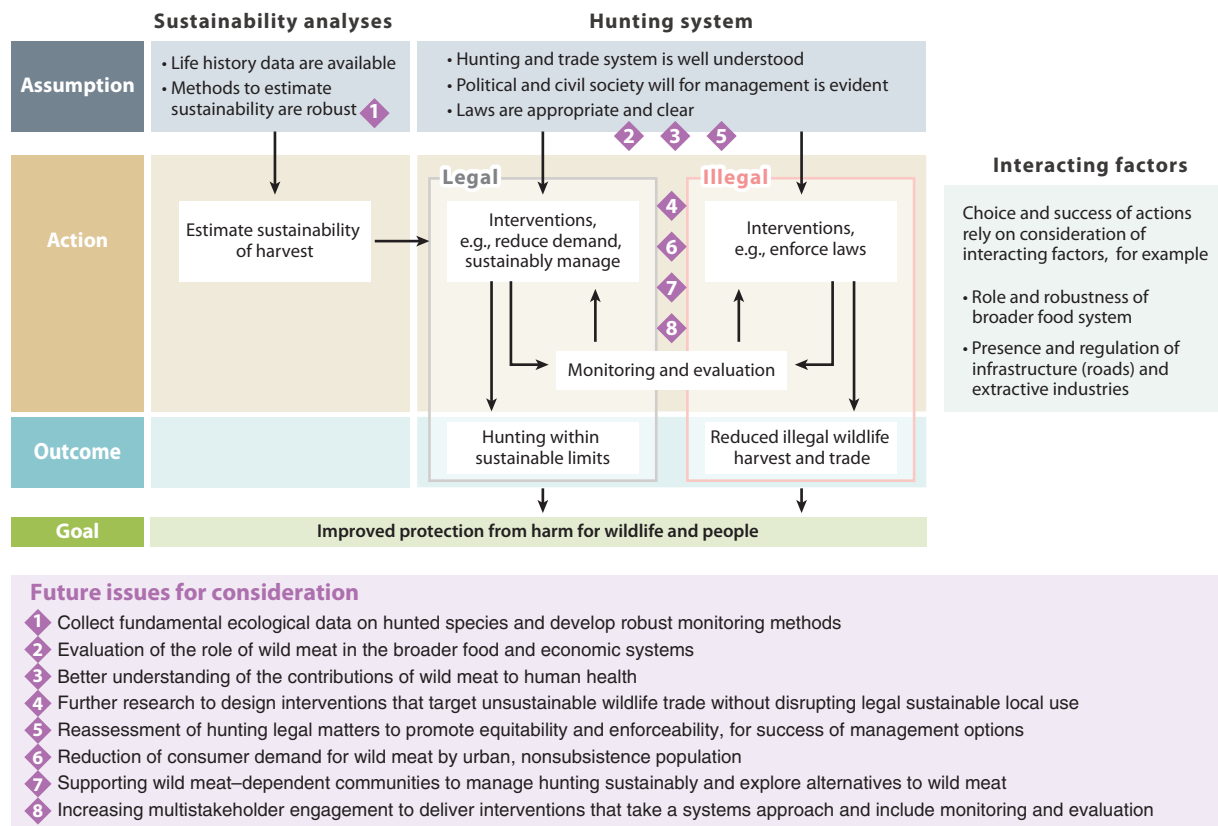 Sustainability analyses
Hunting system
Assumption
• Life history data are available
• Methods to estimate
sustainability are robust
1
• Hunting and trade system is well understood
• Political and civil society will for management is evident
• Laws are appropriate and clear
2
3
5
Action
Estimate sustainability
of harvest
Legal
Interventions,
e.g., reduce demand,
sustainably manage
4
6
7
8
Illegal
Interventions,
e.g., enforce laws
Monitoring and evaluation
Outcome
Hunting within
sustainable limits
Reduced illegal wildlife
harvest and trade
Goal
Improved protection from harm for wildlife and people
Interacting factors
Choice and success of actions
rely on consideration of
interacting factors, for example
• Role and robustness of
broader food system
• Presence and regulation of
infrastructure (roads) and
extractive industries
Future issues for consideration
1 Collect fundamental ecological data on hunted species and develop robust monitoring methods
2 Evaluation of the role of wild meat in the broader food and economic systems
3 Better understanding of the contributions of wild meat to human health
4 Further research to design interventions that target unsustainable wildlife trade without disrupting legal sustainable local use
5 Reassessment of hunting legal matters to promote equitability and enforceability, for success of management options
6 Reduction of consumer demand for wild meat by urban, nonsubsistence population
7 Supporting wild meat–dependent communities to manage hunting sustainably and explore alternatives to wild meat
8 Increasing multistakeholder engagement to deliver interventions that take a systems approach and include monitoring and evaluation